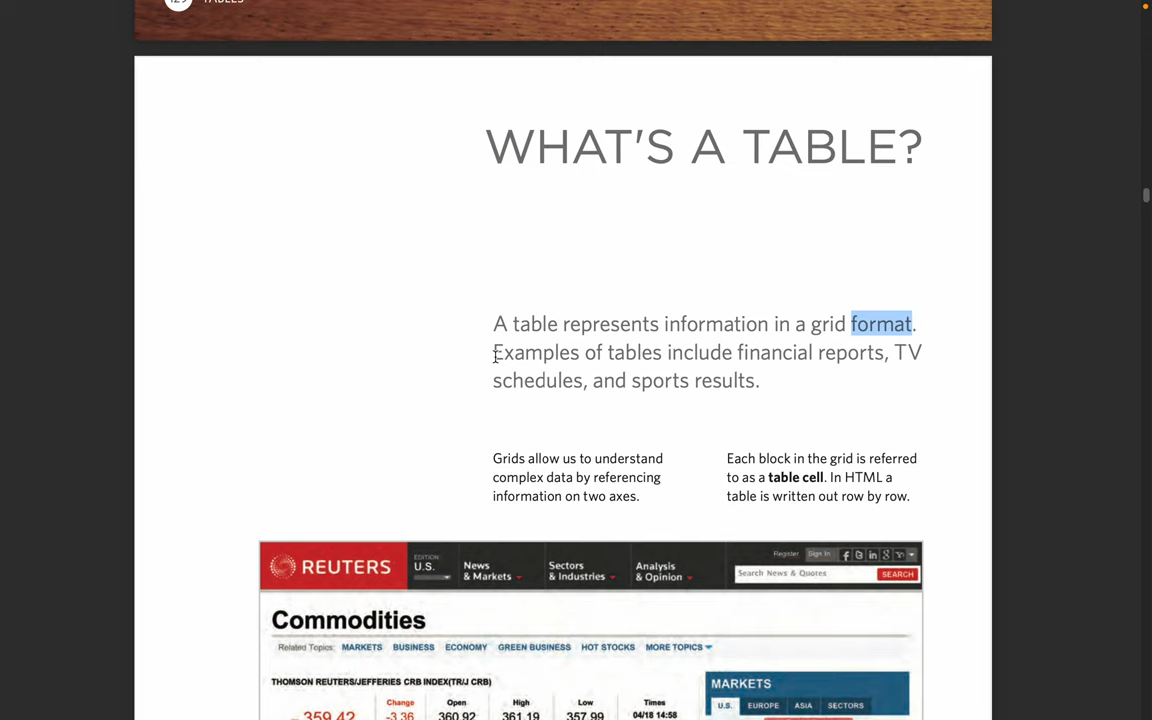 TABLES
WHAT'S A TABLE?
A table represents information in a grid format.
Examples of tables include financial reports, TV
schedules, and sports results.
Grids allow us to understand
complex data by referencing
information on two axes.
Each block in the grid is referred
to as a table cell. In HTML a
table is written out row by row.
REUTERS
EDITION:
U.S.
News
& Markets
Sectors
& Industries
Analysis
& Opinion
Register
Sign In
Search News & Quotes
SEARCH
Commodities
Related Topics: MARKETS BUSINESS ECONOMY GREEN BUSINESS HOT STOCKS MORE TOPICS
THOMSON REUTERS/JEFFERIES CRB INDEX(TR/J CRB)
Change Open High Low Times
359.42 -3.36 360.92 361.19 357.99 04/18 14:58
MARKETS
U.S. EUROPE ASIA SECTORS